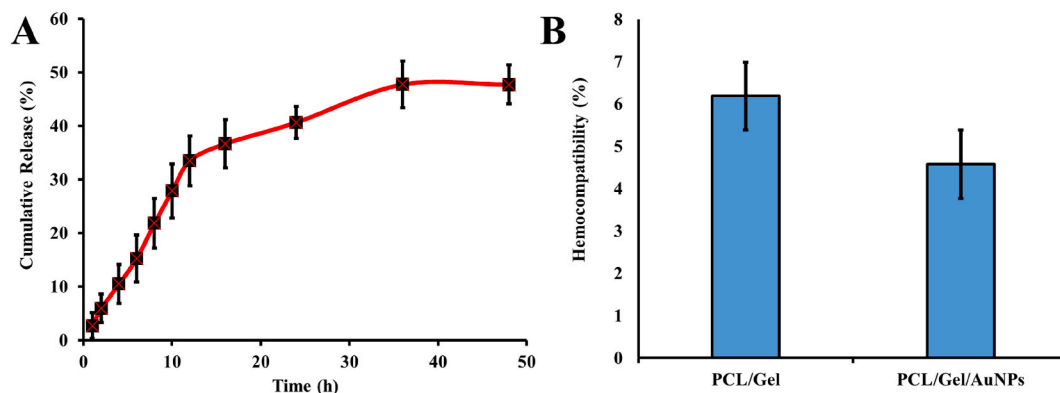 A
60
50
40
30
20
10
0
Cumulative Release (%)
0 10 20 30 40 50
Time (h)
B
8
7
6
5
4
3
2
1
0
Hemocompatibility (%)
PCL/Gel PCL/Gel/AuNPs